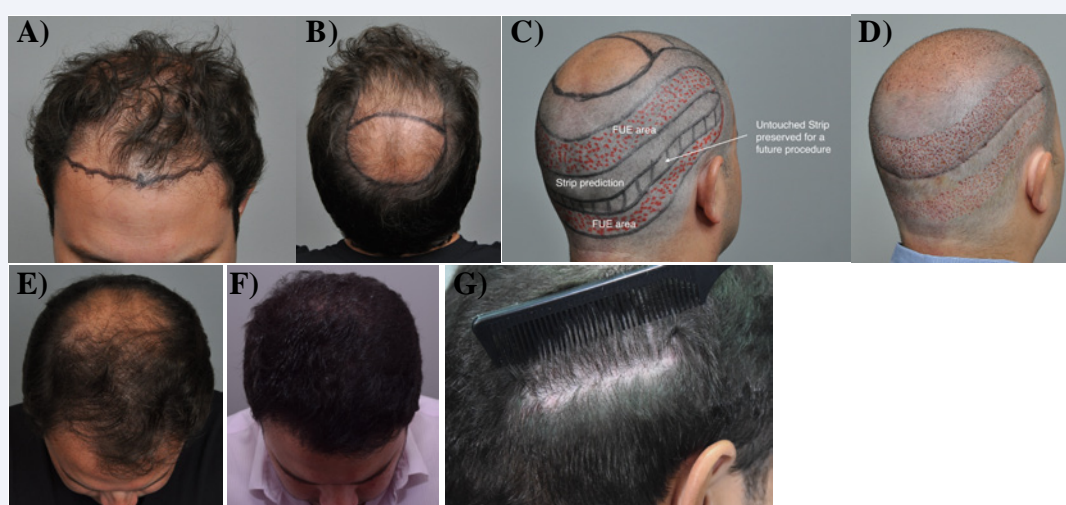 A)
B)
C)
D)
FUE area
Untouched Strip
preserved for a
future procedure
Strip prediction
FUE area
E)
F)
G)